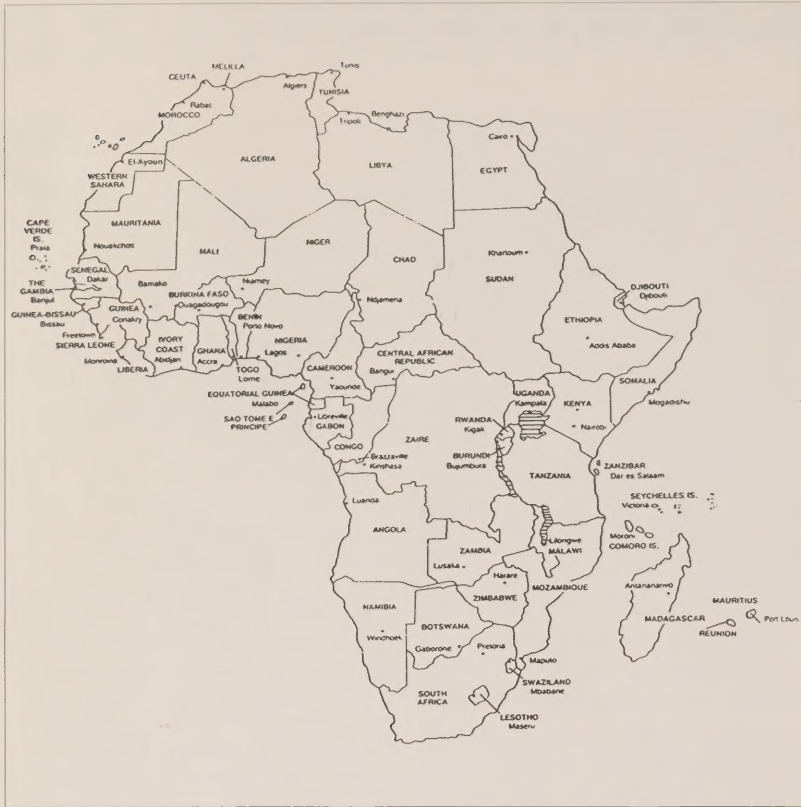 CEUTA
MELILLA
Tunis
Algiers
TUNISIA
Rabat
MOROCCO
Tripoli
Benghazi
Cairo
El-Ayoun
WESTERN
SAHARA
ALGERIA
LIBYA
EGYPT
CAPE
VERDE
IS.
Praia
MAURITANIA
Nouakchott
MALI
NIGER
CHAD
Khartoum
SUDAN
SENEGAL
Dakar
THE
GAMBIA
Banjul
Bamako
BURKINA FASO
Ouagadougou
Niamey
Ndjamena
DJIBOUTI
Djibouti
GUINEA-BISSAU
Bissau
GUINEA
Conakry
BENIN
Porto Novo
NIGERIA
Lagos
ETHIOPIA
Addis Ababa
Freetown
SIERRA LEONE
Monrovia
LIBERIA
IVORY
COAST
Abidjan
GHANA
Accra
TOGO
Lome
CAMEROON
Yaounde
CENTRAL AFRICAN
REPUBLIC
Bangui
SOMALIA
Mogadishu
EQUATORIAL GUINEA
Malabo
SAO TOME E
PRINCIPE
Libreville
GABON
CONGO
Brazzaville
Kinshasa
ZAIRE
UGANDA
Kampala
KENYA
Nairobi
RWANDA
Kigali
BURUNDI
Bujumbura
TANZANIA
ZANZIBAR
Dar es Salaam
SEYCHELLES IS.
Victoria
Luanda
ANGOLA
ZAMBIA
Lusaka
Lilongwe
MALAWI
Moroni
COMORO IS.
Harare
ZIMBABWE
MOZAMBIQUE
Antananarivo
MADAGASCAR
MAURITIUS
Port Louis
REUNION
NAMIBIA
Windhoek
BOTSWANA
Gaborone
Pretoria
Maputo
SWAZILAND
Mbabane
SOUTH
AFRICA
LESOTHO
Maseru